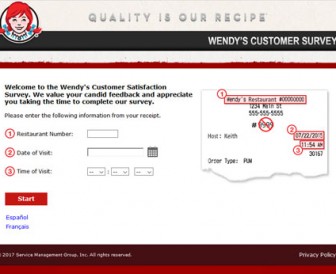 Wendy's
QUALITY IS OUR RECIPE
WENDY'S CUSTOMER SURVEY
Welcome to the Wendy's Customer Satisfaction
Survey. We value your candid feedback and appreciate
you taking the time to complete our survey.
Please enter the following information from your receipt.
1 Restaurant Number:
2 Date of Visit:
3 Time of Visit: -- : -- --
Start
Español
Français
1 Wendy's Restaurant #00000000
1234 Main St
555-555-5555
Host: Keith
2 07/22/2015
3 11:54 AM
30167
Order Type: FUN
2017 Service Management Group, Inc. All rights reserved.
Privacy Policy